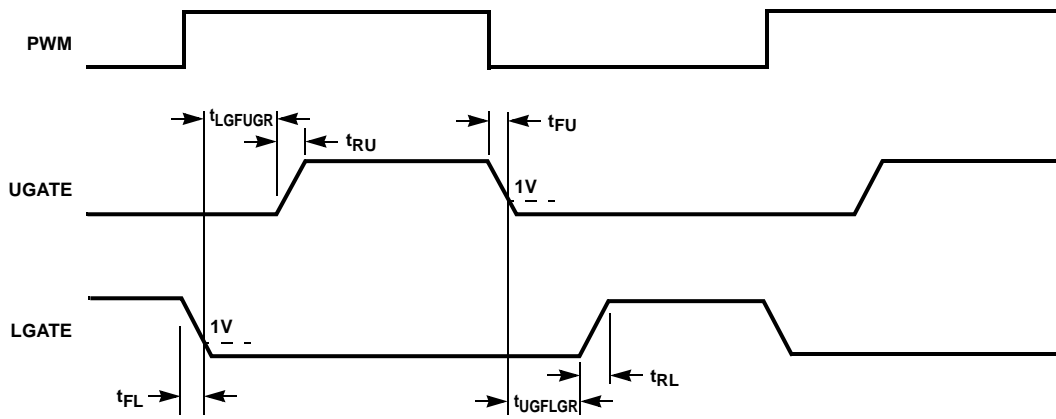 PWM
tLGFUGR
tRU
tFU
UGATE
1V
LGATE
1V
tFL
tRL
tUGFLGR